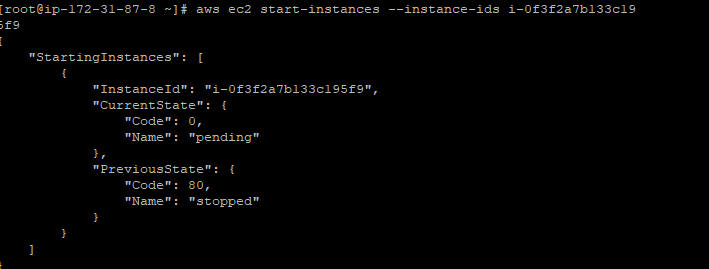 [root@ip-172-31-87-8 ~]# aws ec2 start-instances --instance-ids i-0f3f2a7b133c19
5f9
{
    "StartingInstances": [
        {
            "InstanceId": "i-0f3f2a7b133c195f9",
            "CurrentState": {
                "Code": 0,
                "Name": "pending"
            },
            "PreviousState": {
                "Code": 80,
                "Name": "stopped"
            }
        }
    ]
}